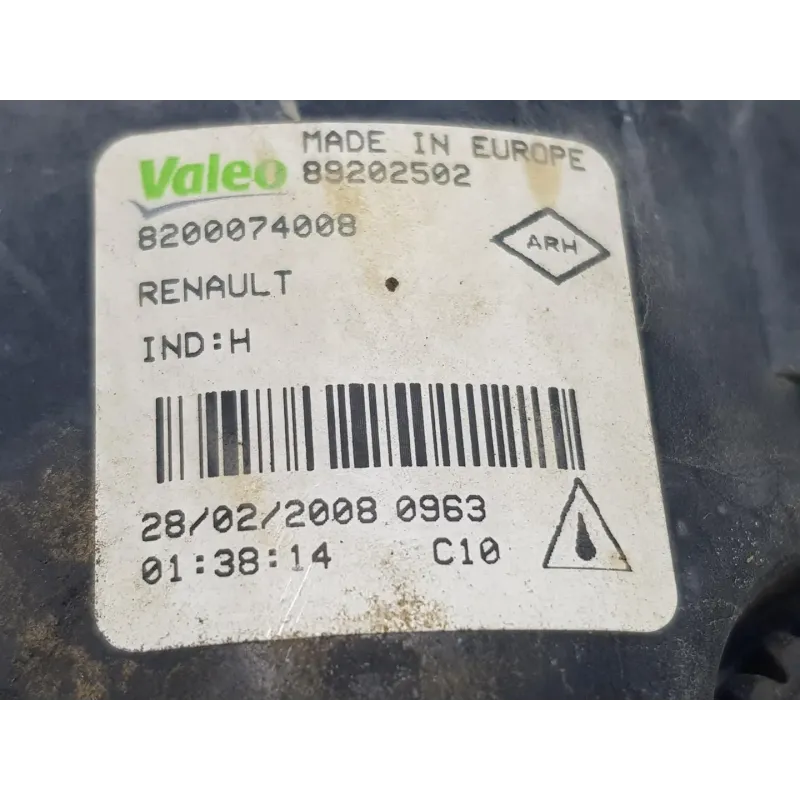 MADE IN EUROPE
Valeo 89202502
8200074008
ARH
RENAULT
IND:H
28/02/2008 0963
01:38:14 C10